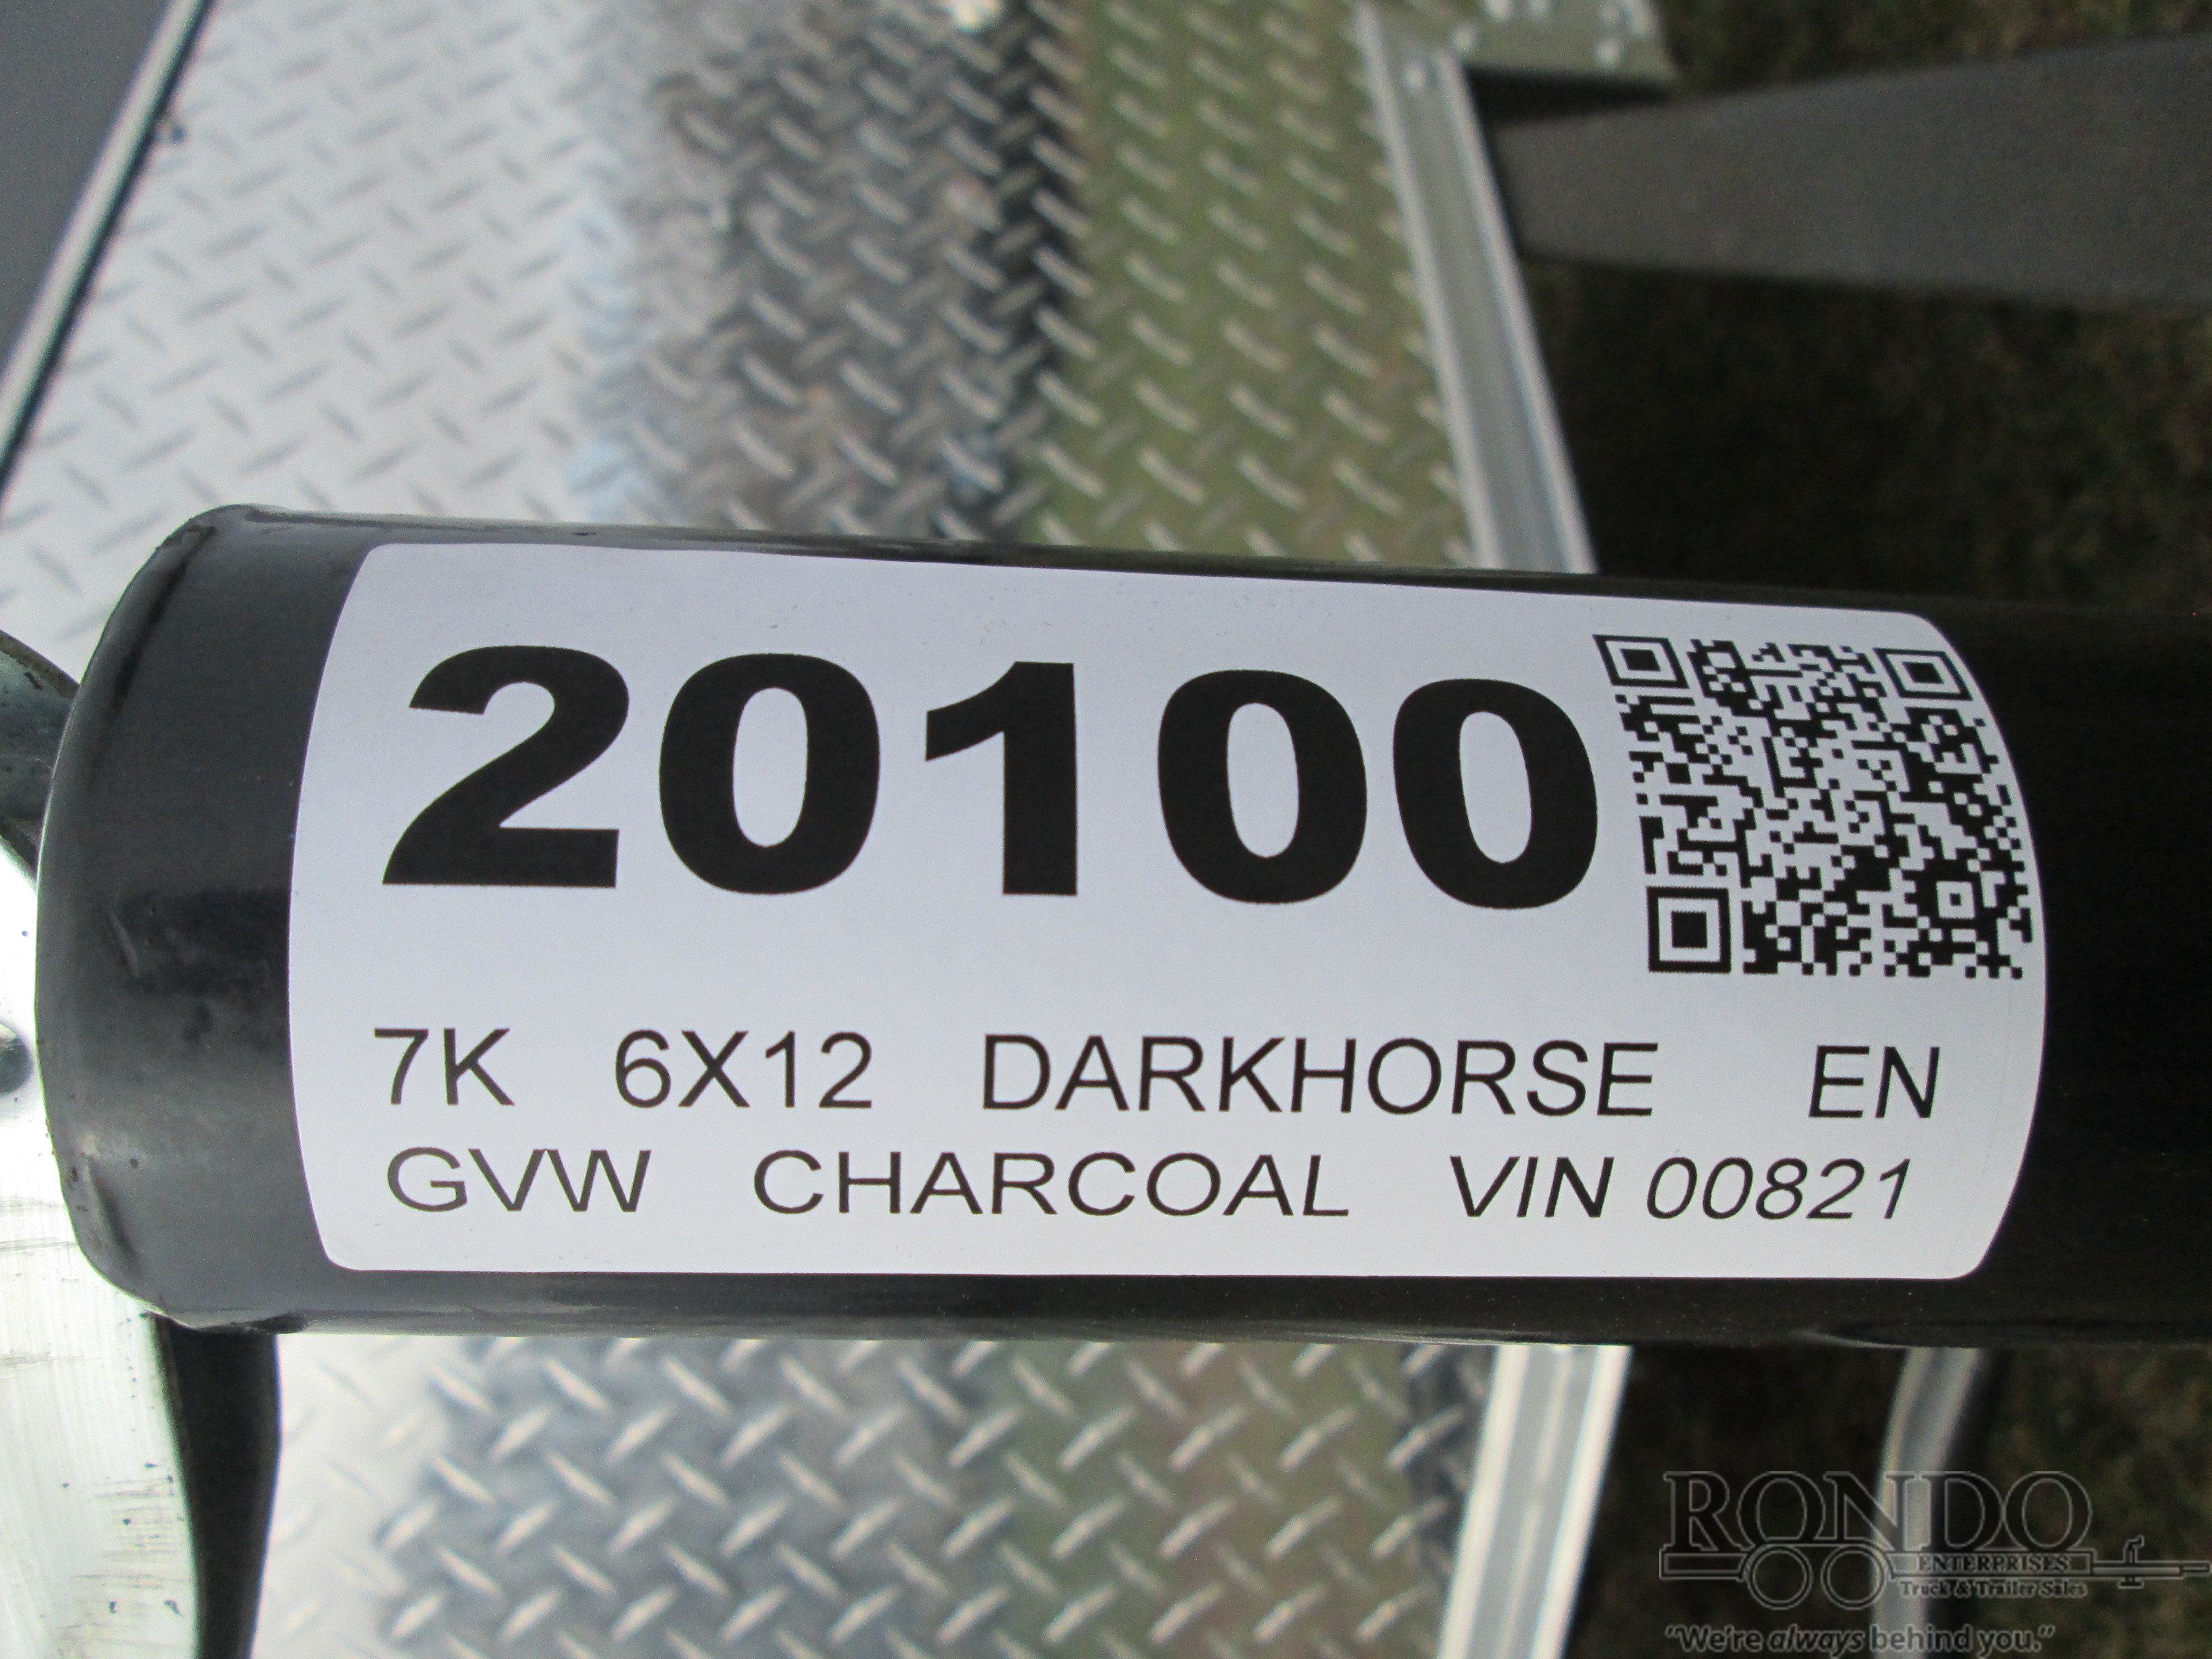 20100
7K 6X12 DARKHORSE EN
GVW CHARCOAL VIN 00821
RONDO
ENTERPRISES
Truck & Trailer Sales
"We're always behind you."